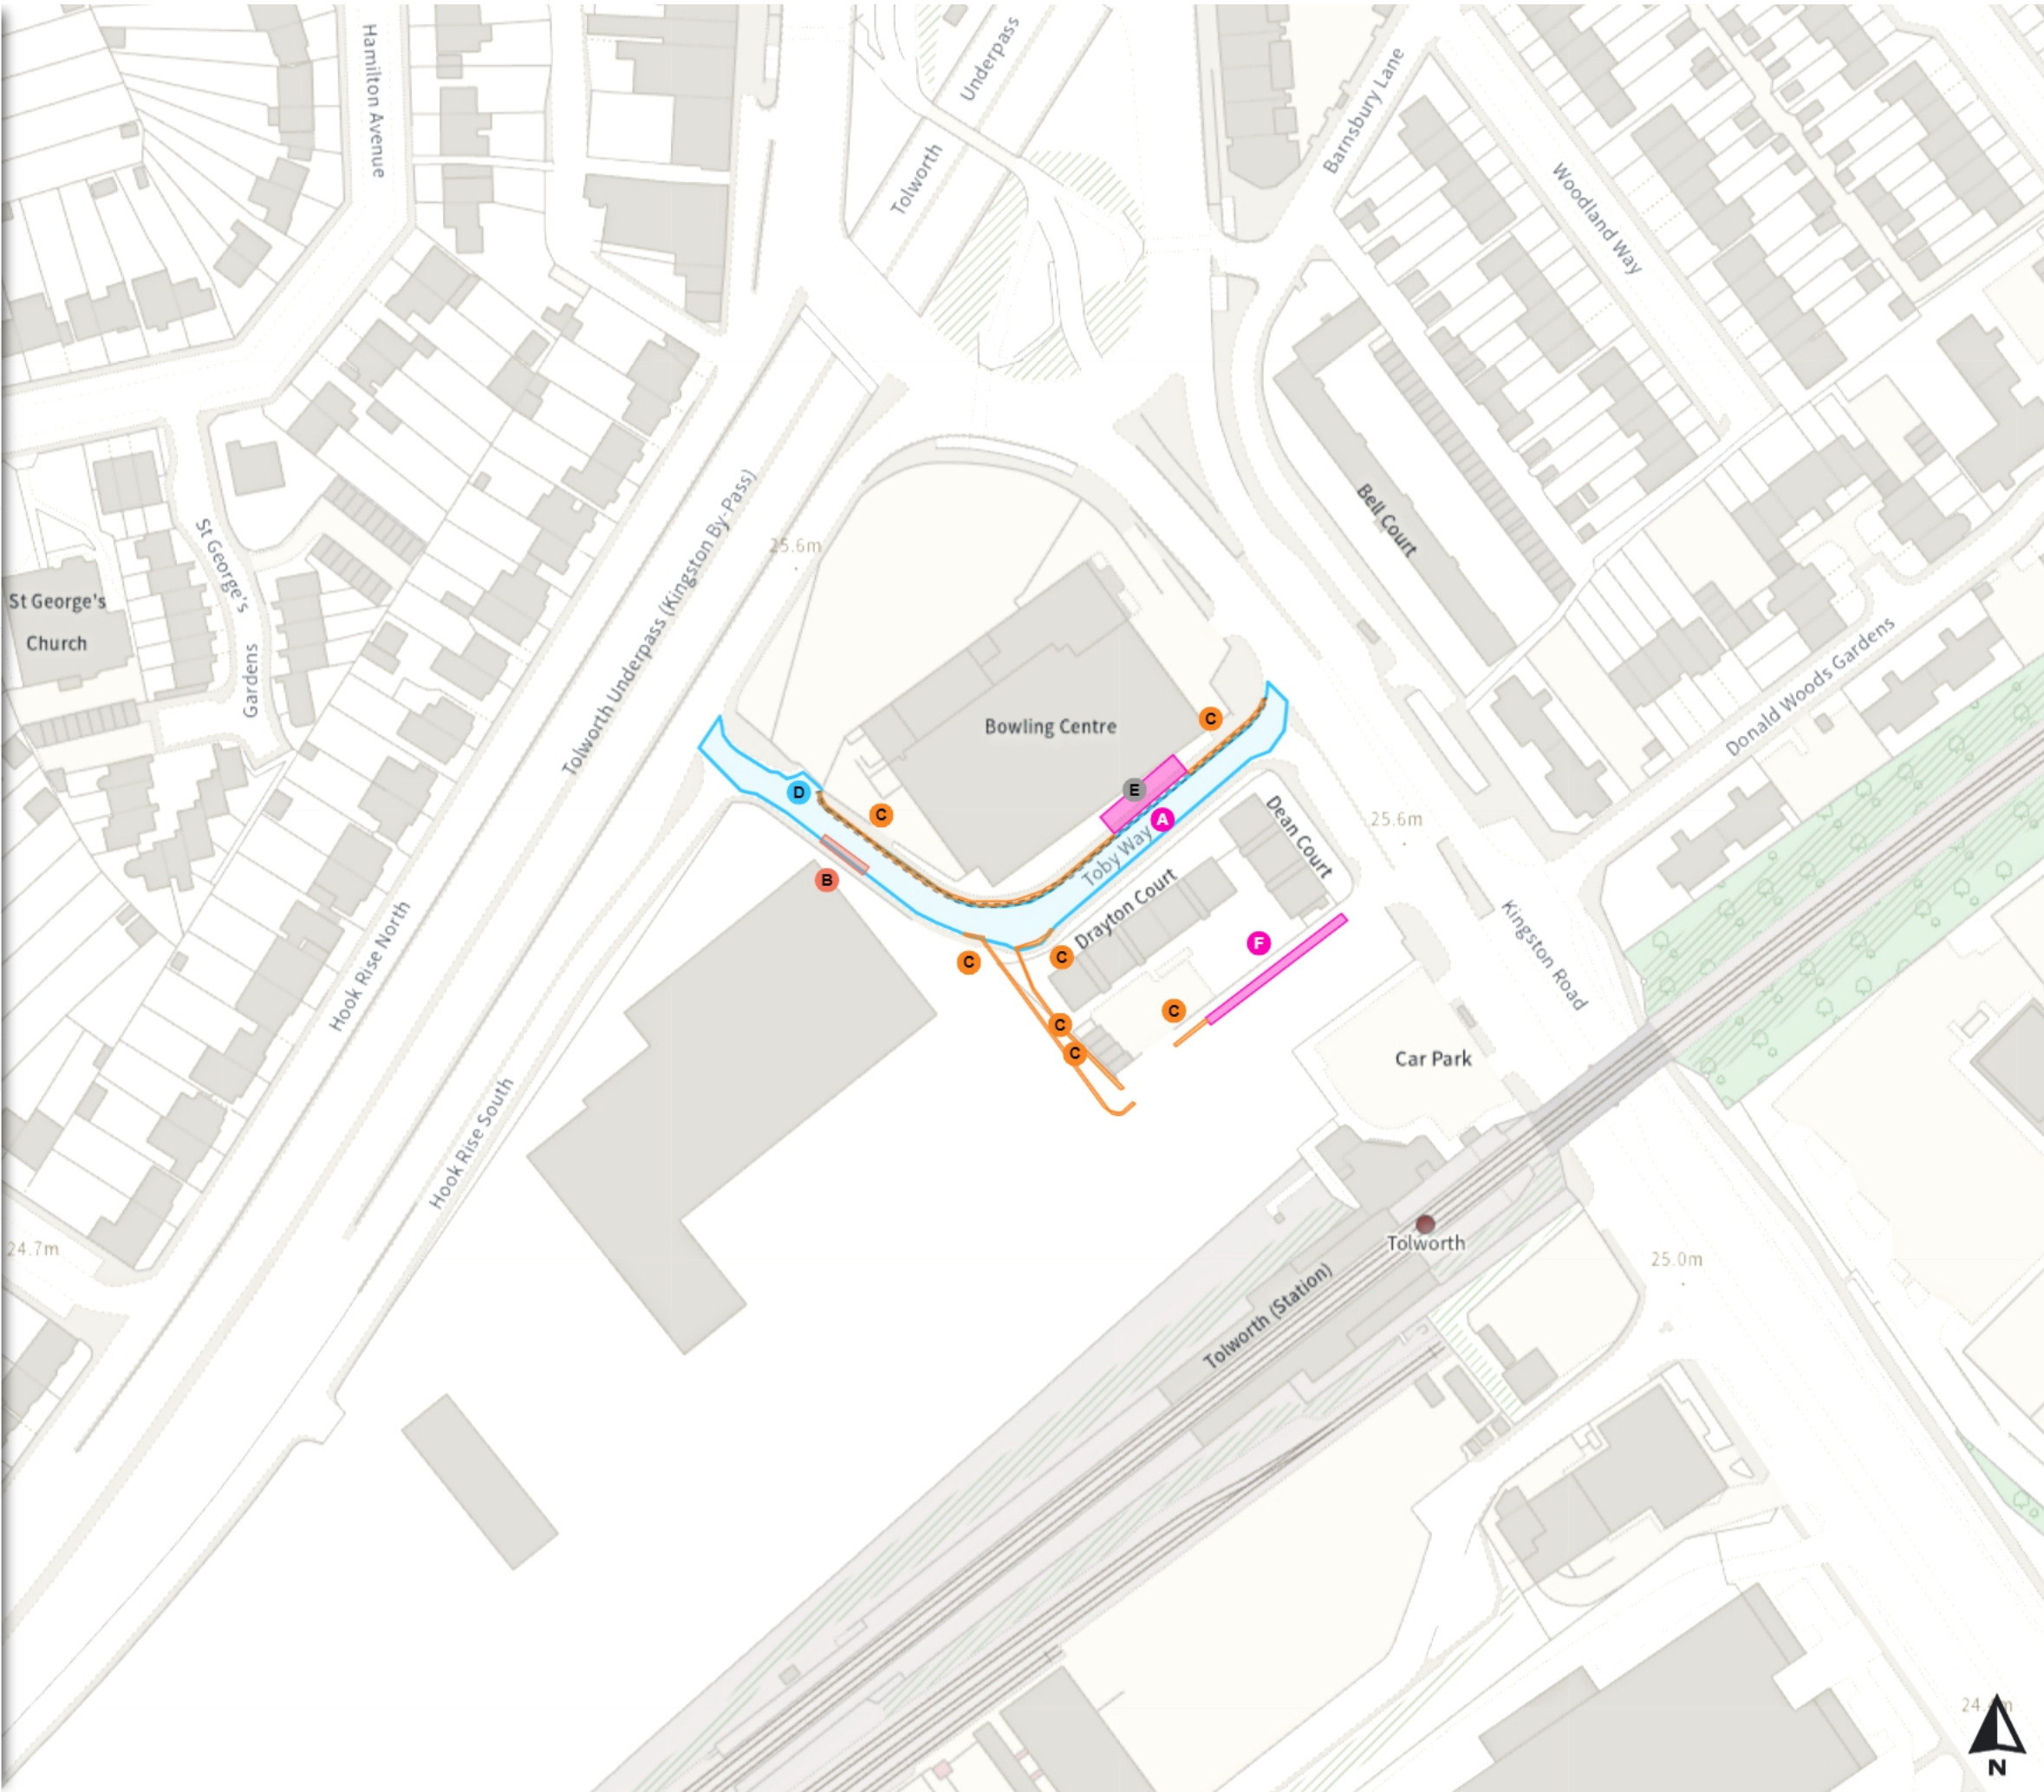 Hamilton Avenue
Underpass
Tolworth
Barnsbury Lane
Woodland Way
Bell Court
St George's
Church
St George's
Gardens
25.6m
Tolworth Underpass (Kingston By-Pass)
Donald Woods Gardens
Bowling Centre
C
D
C
E
A
Toby Way
Dean Court
25.6m
B
Drayton Court
Hook Rise North
Kingston Road
F
C
C
C
C
C
Car Park
Hook Rise South
Tolworth
Tolworth (Station)
24.7m
25.0m
N